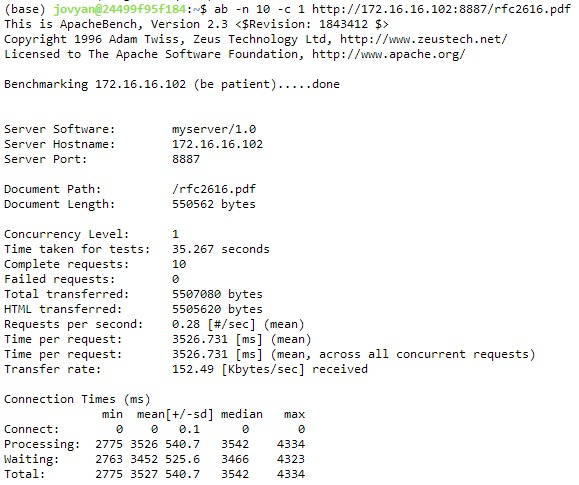 (base) jovyan@24499f95f184:~$ ab -n 10 -c 1 http://172.16.16.102:8887/rfc2616.pdf
This is ApacheBench, Version 2.3 <$Revision: 1843412 $>
Copyright 1996 Adam Twiss, Zeus Technology Ltd, http://www.zeustech.net/
Licensed to The Apache Software Foundation, http://www.apache.org/

Benchmarking 172.16.16.102 (be patient).....done


Server Software:        myserver/1.0
Server Hostname:        172.16.16.102
Server Port:            8887

Document Path:          /rfc2616.pdf
Document Length:        550562 bytes

Concurrency Level:      1
Time taken for tests:   35.267 seconds
Complete requests:      10
Failed requests:        0
Total transferred:      5507080 bytes
HTML transferred:       5505620 bytes
Requests per second:    0.28 [#/sec] (mean)
Time per request:       3526.731 [ms] (mean)
Time per request:       3526.731 [ms] (mean, across all concurrent requests)
Transfer rate:          152.49 [Kbytes/sec] received

Connection Times (ms)
              min  mean[+/-sd] median   max
Connect:        0    0   0.1      0       0
Processing:  2775 3526 540.7   3542    4334
Waiting:     2763 3452 525.6   3466    4323
Total:       2775 3527 540.7   3542    4334